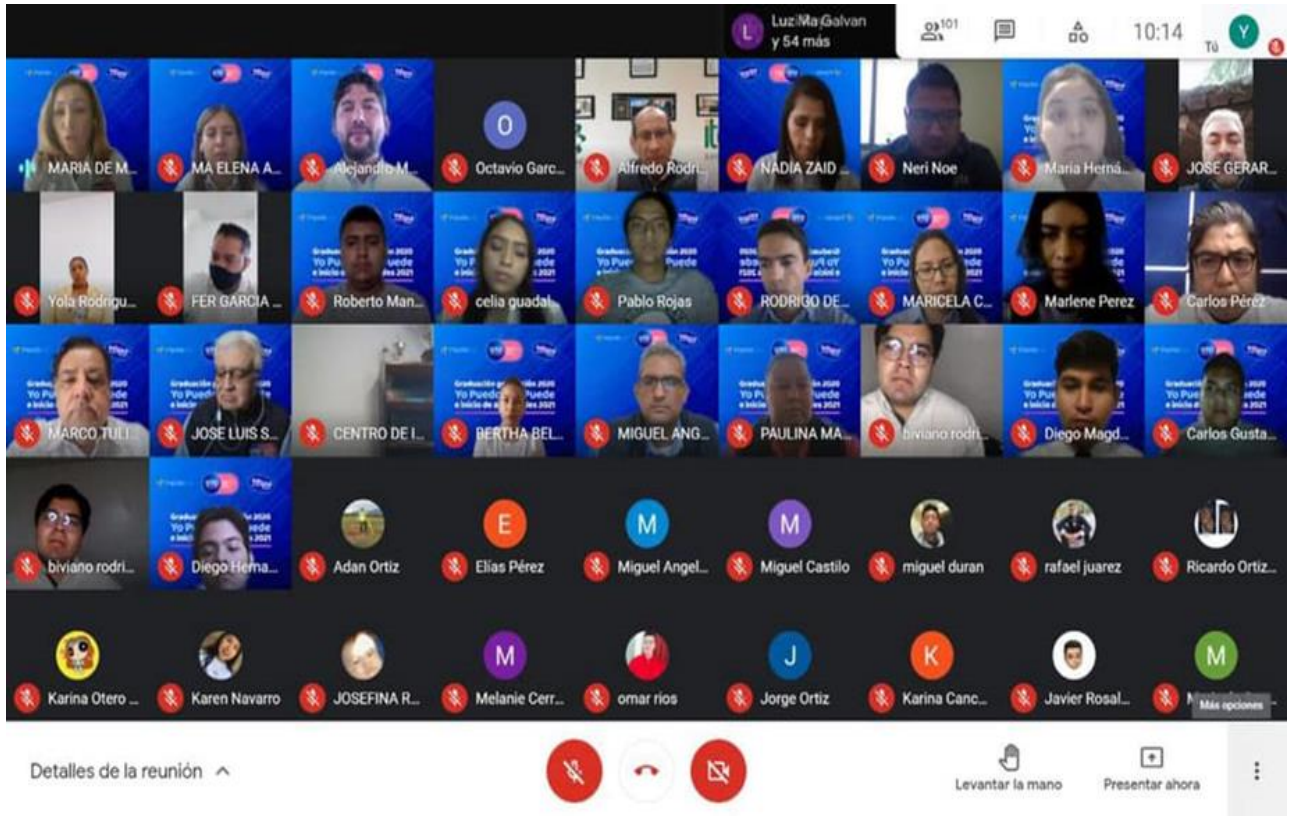 L Luz Ma Galvan
y 54 más
101
10:14
Tú
Y
MARIA DE M...
MA ELENA A...
Alejandro M...
O
Octavio Garc...
Alfredo Rodri...
NADIA ZAID ...
Neri Noe
Maria Herná...
JOSE GERAR...
Yola Rodrigu...
FER GARCIA ...
Roberto Man...
celia guadal...
Pablo Rojas
RODRIGO DE...
MARICELA C...
Marlene Perez
Carlos Pérez
MARCO TULI...
JOSE LUIS S...
CENTRO DE I...
BERTHA BEL...
MIGUEL ANG...
PAULINA MA...
biviano rodri...
Diego Magd...
Carlos Gusta...
biviano rodri...
Diego Herna...
Adan Ortiz
E
Elías Pérez
M
Miguel Angel...
M
Miguel Castilo
miguel duran
rafael juarez
Ricardo Ortiz...
Karina Otero ...
Karen Navarro
JOSEFINA R...
M
Melanie Cerr...
omar rios
J
Jorge Ortiz
K
Karina Canc...
Javier Rosal...
M
Más opciones
Detalles de la reunión
Levantar la mano
Presentar ahora